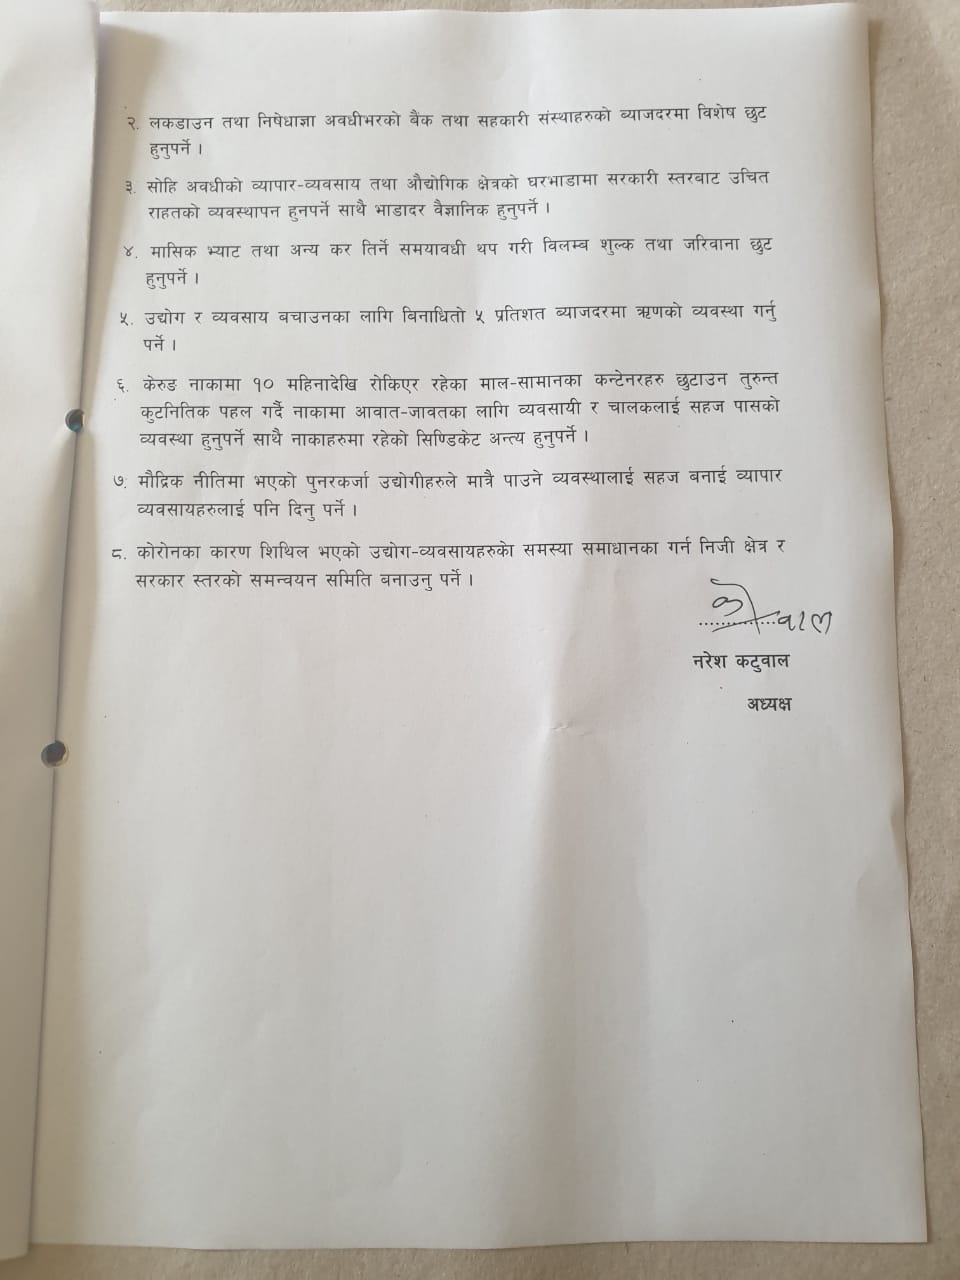 २. लकडाउन तथा निषेधाज्ञा अवधीभरको बैंक तथा सहकारी संस्थाहरुको ब्याजदरमा विशेष छुट
हुनुपर्ने ।
३. सोहि अवधीको व्यापार-व्यवसाय तथा औद्योगिक क्षेत्रको घरभाडामा सरकारी स्तरबाट उचित
राहतको व्यवस्थापन हुनपर्ने साथै भाडादर वैज्ञानिक हुनुपर्ने ।
४. मासिक भ्याट तथा अन्य कर तिर्ने समयावधी थप गरी विलम्ब शुल्क तथा जरिवाना छुट
हुनुपर्ने ।
५. उद्योग र व्यवसाय बचाउनका लागि विनाधितो ५ प्रतिशत ब्याजदरमा ऋणको व्यवस्था गर्नु
पर्ने ।
६. केरुङ नाकामा १० महिनादेखि रोकिएर रहेका माल-सामानका कन्टेनरहरु छुटाउन तुरुन्त
कुटनितिक पहल गर्दै नाकामा आवात-जावतका लागि व्यवसायी र चालकलाई सहज पासको
व्यवस्था हुनुपर्ने साथै नाकाहरुमा रहेको सिण्डिकेट अन्त्य हुनुपर्ने ।
७. मौद्रिक नीतिमा भएको पुनरकर्जा उद्योगीहरुले मात्रै पाउने व्यवस्थालाई सहज बनाई व्यापार
व्यवसायहरुलाई पनि दिनु पर्ने ।
८. कोरोनका कारण शिथिल भएको उद्योग-व्यवसायहरुकेा समस्या समाधानका गर्न निजी क्षेत्र र
सरकार स्तरको समन्वयन समिति बनाउनु पर्ने ।
नरेश कटुवाल
अध्यक्ष